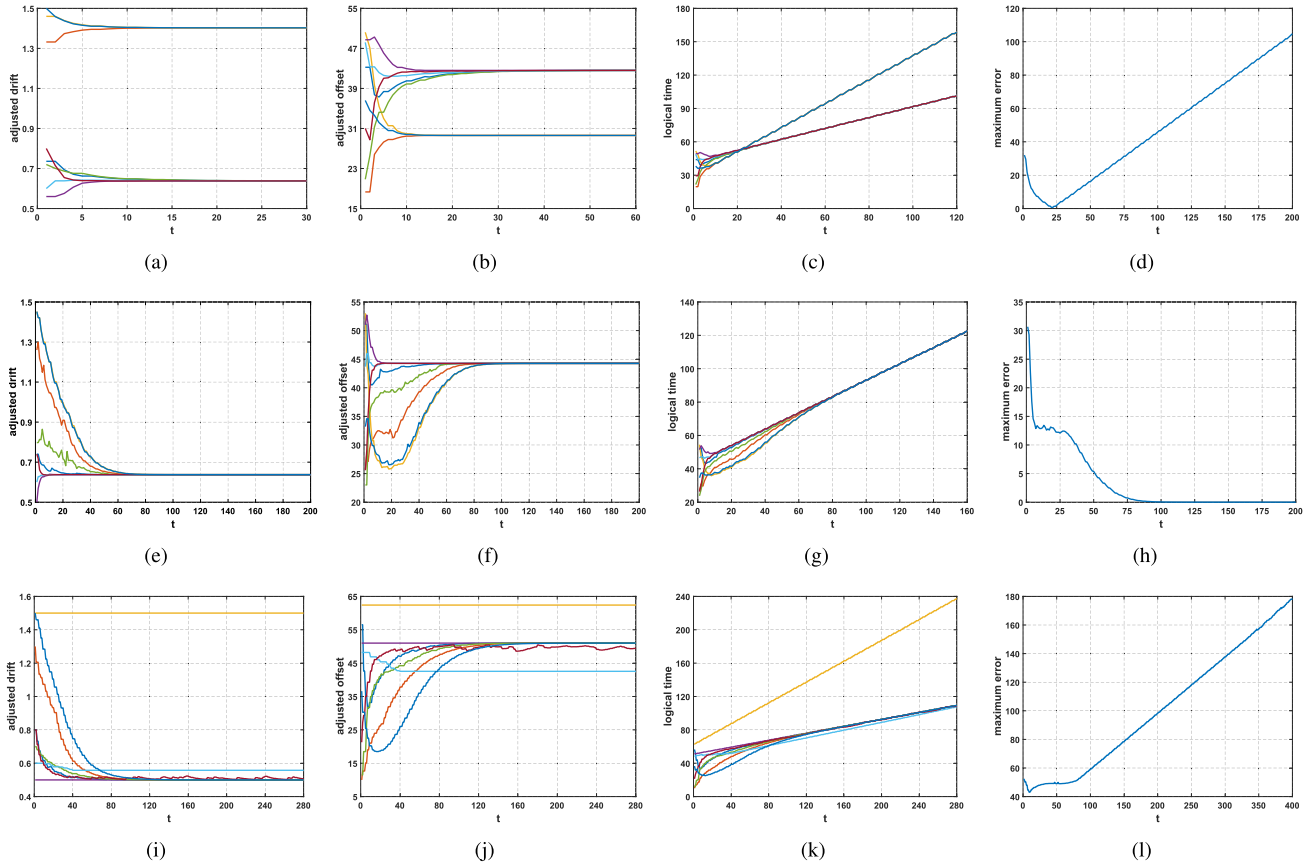 1.5
1.3
1.1
0.9
0.7
0.5
adjusted drift
0 5 10 15 20 25 30
t
(a)
55
47
39
31
23
15
adjusted offset
0 10 20 30 40 50 60
t
(b)
180
150
120
90
60
30
0
logical time
0 20 40 60 80 100 120
t
(c)
120
100
80
60
40
20
0
maximum error
0 25 50 75 100 125 150 175 200
t
(d)
1.5
1.3
1.1
0.9
0.7
0.5
adjusted drift
0 20 40 60 80 100 120 140 160 180 200
t
(e)
55
50
45
40
35
30
25
20
adjusted offset
0 20 40 60 80 100 120 140 160 180 200
t
(f)
140
120
100
80
60
40
20
logical time
0 20 40 60 80 100 120 140 160
t
(g)
35
30
25
20
15
10
5
0
maximum error
0 25 50 75 100 125 150 175 200
t
(h)
1.6
1.4
1.2
1
0.8
0.6
0.4
adjusted drift
0 40 80 120 160 200 240 280
t
(i)
65
55
45
35
25
15
5
adjusted offset
0 40 80 120 160 200 240 280
t
(j)
240
200
160
120
80
40
0
logical time
0 40 80 120 160 200 240 280
t
(k)
180
160
140
120
100
80
60
40
maximum error
0 50 100 150 200 250 300 350 400
t
(l)